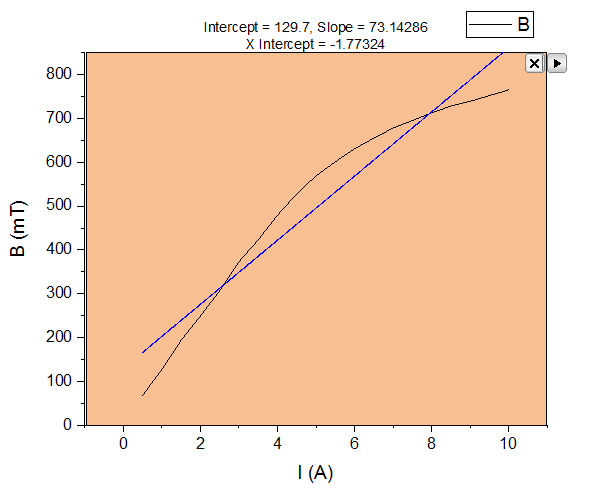 Intercept = 129.7, Slope = 73.14286
X Intercept = -1.77324
B
800
700
600
500
400
300
200
100
0
B (mT)
0 2 4 6 8 10
I (A)